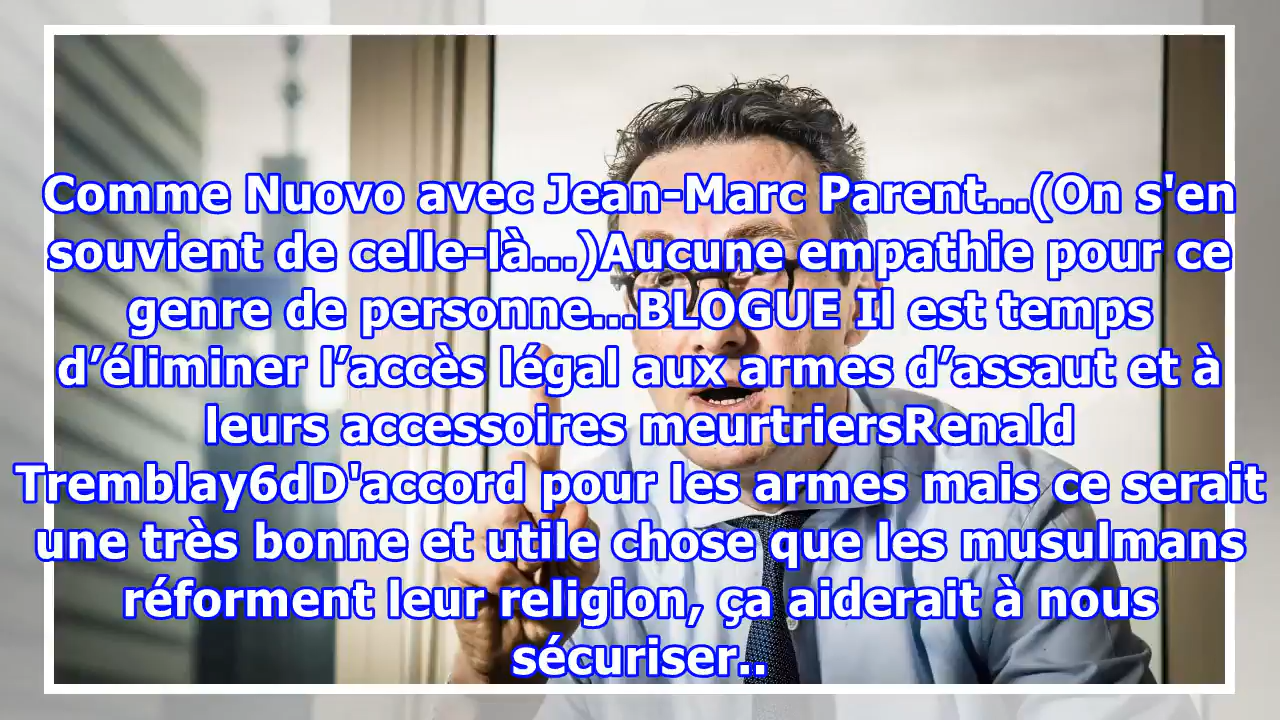 Comme Nuovo avec Jean-Marc Parent...(On s'en
souvient de celle-là...)Aucune empathie pour ce
genre de personne...BLOGUE Il est temps
d’éliminer l’accès légal aux armes d’assaut et à
leurs accessoires meurtriersRenald
Tremblay6dD'accord pour les armes mais ce serait
une très bonne et utile chose que les musulmans
réforment leur religion, ça aiderait à nous
sécuriser..